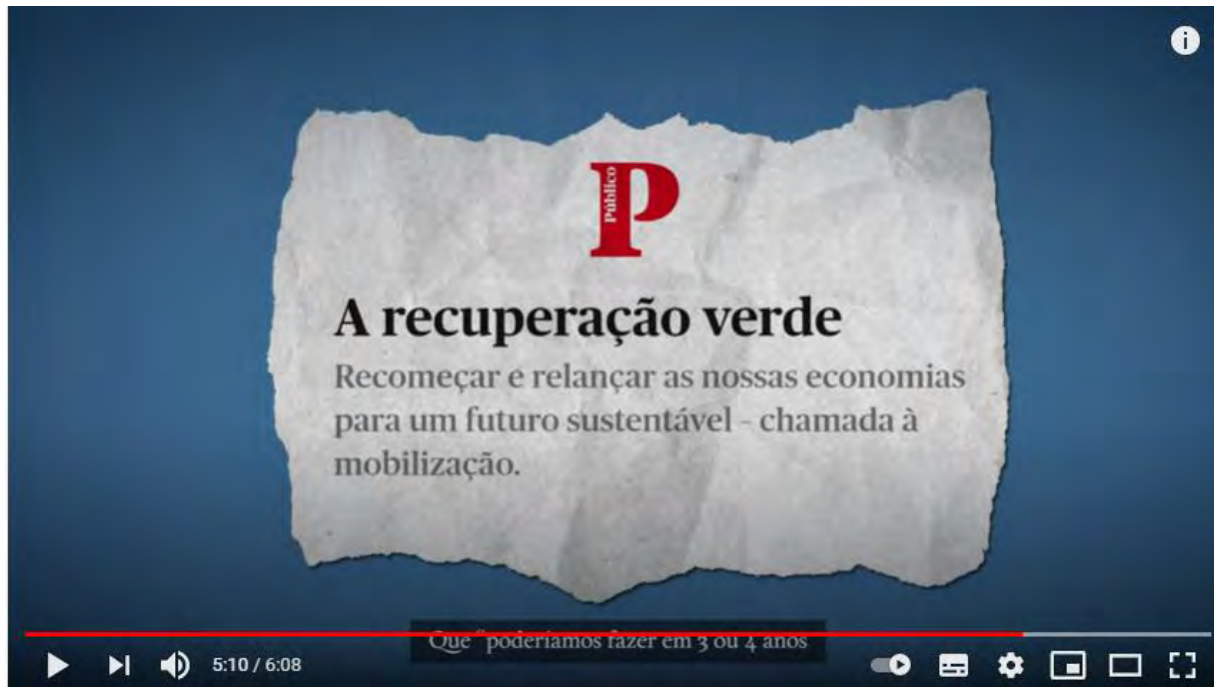 i
Público
P
A recuperação verde
Recomeçar e relançar as nossas economias
para um futuro sustentável - chamada à
mobilização.
Que "poderíamos fazer em 3 ou 4 anos
5:10 / 6:08